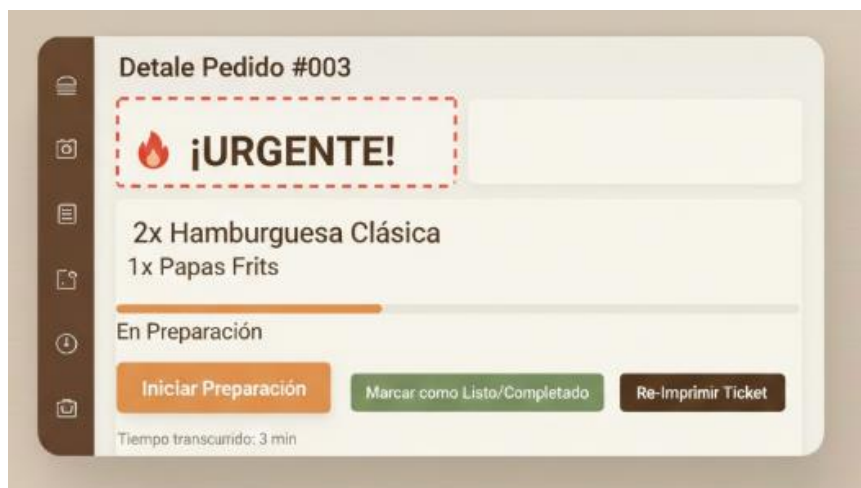 Detale Pedido #003
¡URGENTE!
2x Hamburguesa Clásica
1x Papas Frits
En Preparación
Iniciar Preparación
Marcar como Listo/Completado
Re-Imprimir Ticket
Tiempo transcurrido: 3 min